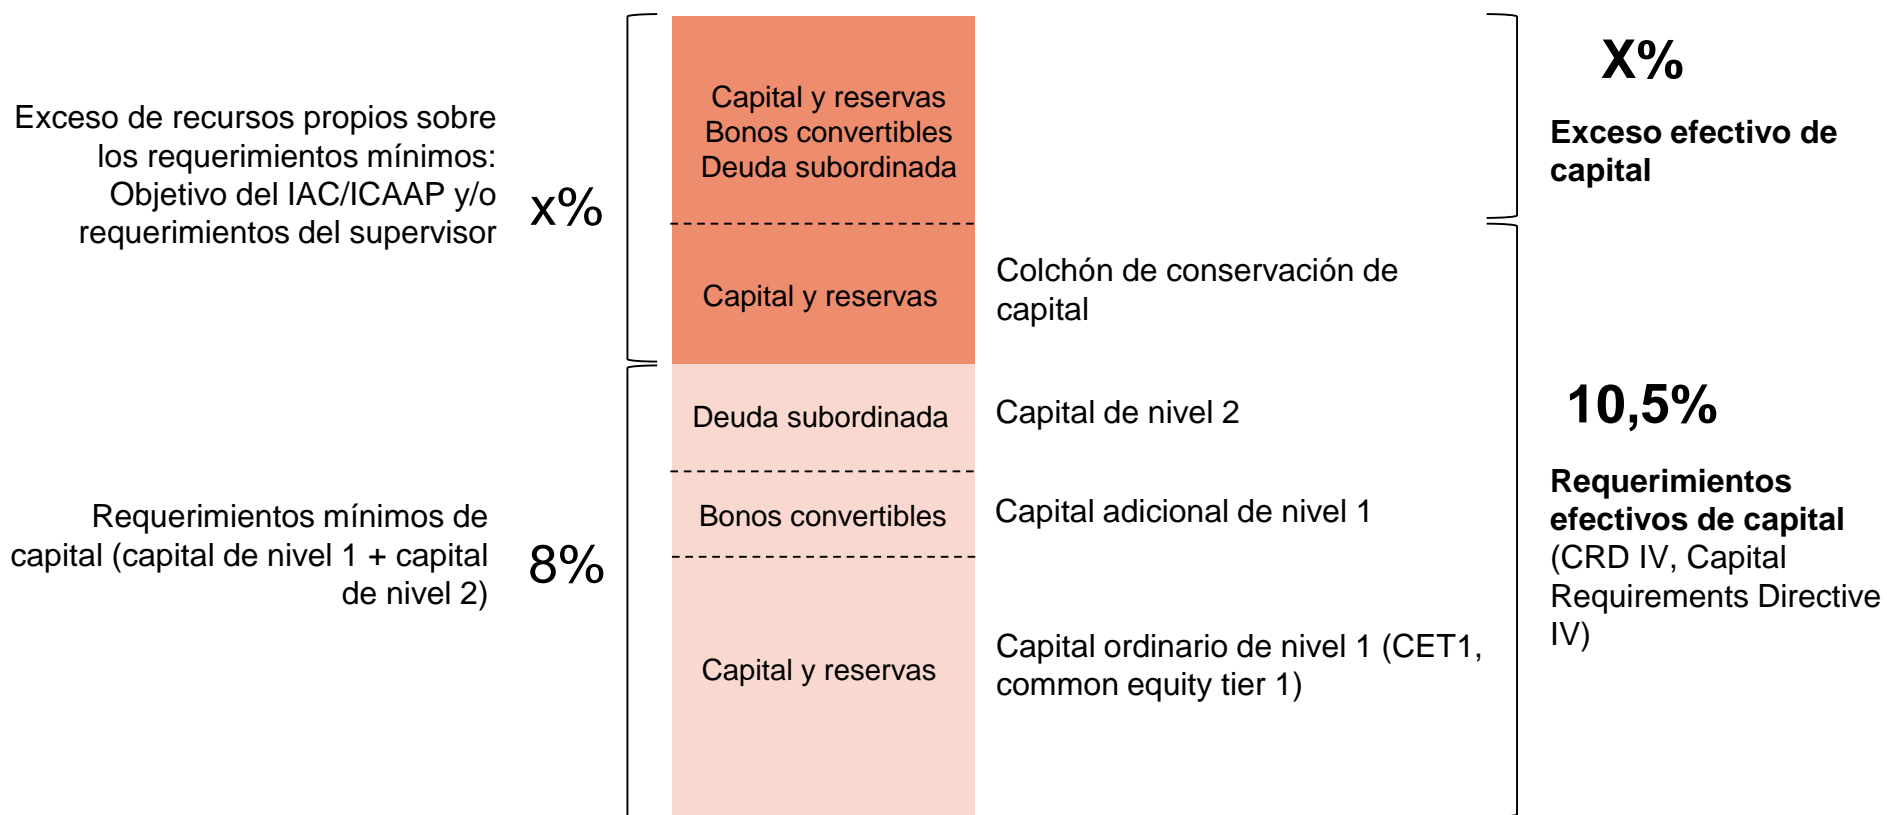 Exceso de recursos propios sobre
los requerimientos mínimos:
Objetivo del IAC/ICAAP y/o
requerimientos del supervisor
x%
Capital y reservas
Bonos convertibles
Deuda subordinada
X%
Exceso efectivo de
capital
Capital y reservas
Colchón de conservación de
capital
Requerimientos mínimos de
capital (capital de nivel 1 + capital
de nivel 2)
8%
Deuda subordinada
Capital de nivel 2
Bonos convertibles
Capital adicional de nivel 1
Capital y reservas
Capital ordinario de nivel 1 (CET1,
common equity tier 1)
10,5%
Requerimientos
efectivos de capital
(CRD IV, Capital
Requirements Directive
IV)